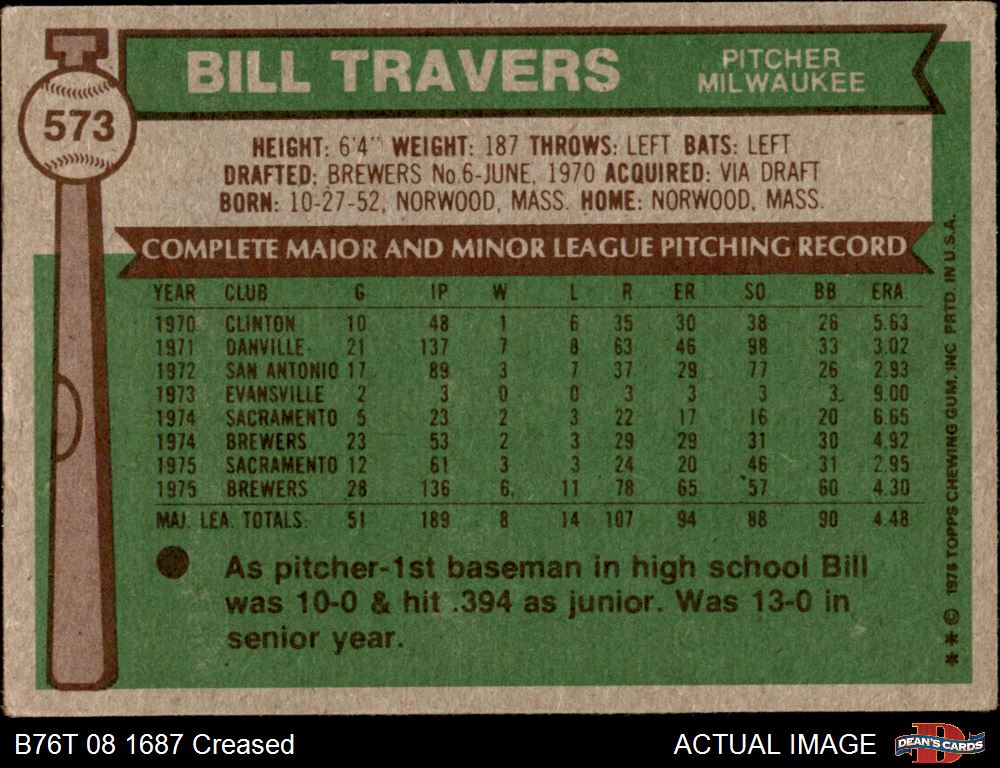 T
573
BILL TRAVERS
PITCHER
MILWAUKEE
HEIGHT: 6'4" WEIGHT: 187 THROWS: LEFT BATS: LEFT
DRAFTED: BREWERS No.6-JUNE, 1970 ACQUIRED: VIA DRAFT
BORN: 10-27-52, NORWOOD, MASS. HOME: NORWOOD, MASS.
COMPLETE MAJOR AND MINOR LEAGUE PITCHING RECORD
YEAR CLUB G IP W L R ER SO BB ERA.
1970 CLINTON 10 48 1 6 35 30 38 26 5.63
1971 DANVILLE 21 137 7 8 63 46 98 33 3.02
1972 SAN ANTONIO 17 89 3 7 37 29 77 26 2.93
1973 EVANSVILLE 2 3 0 0 3 3 3 3 9.00
1974 SACRAMENTO 5 23 2 3 22 17 16 20 6.65
1974 BREWERS 23 53 2 3 29 29 31 30 4.92
1975 SACRAMENTO 12 61 3 3 24 20 46 31 2.95
1975 BREWERS 28 136 6 11 78 65 57 60 4.30
MAJ. LEA. TOTALS: 51 189 8 14 107 94 88 90 4.48
As pitcher-1st baseman in high school Bill
was 10-0 & hit .394 as junior. Was 13-0 in
senior year.
** © 1976 TOPPS CHEWING GUM, INC PRTD. IN U.S.A.
B76T 08 1687 Creased
ACTUAL IMAGE
D
DEAN'S CARDS